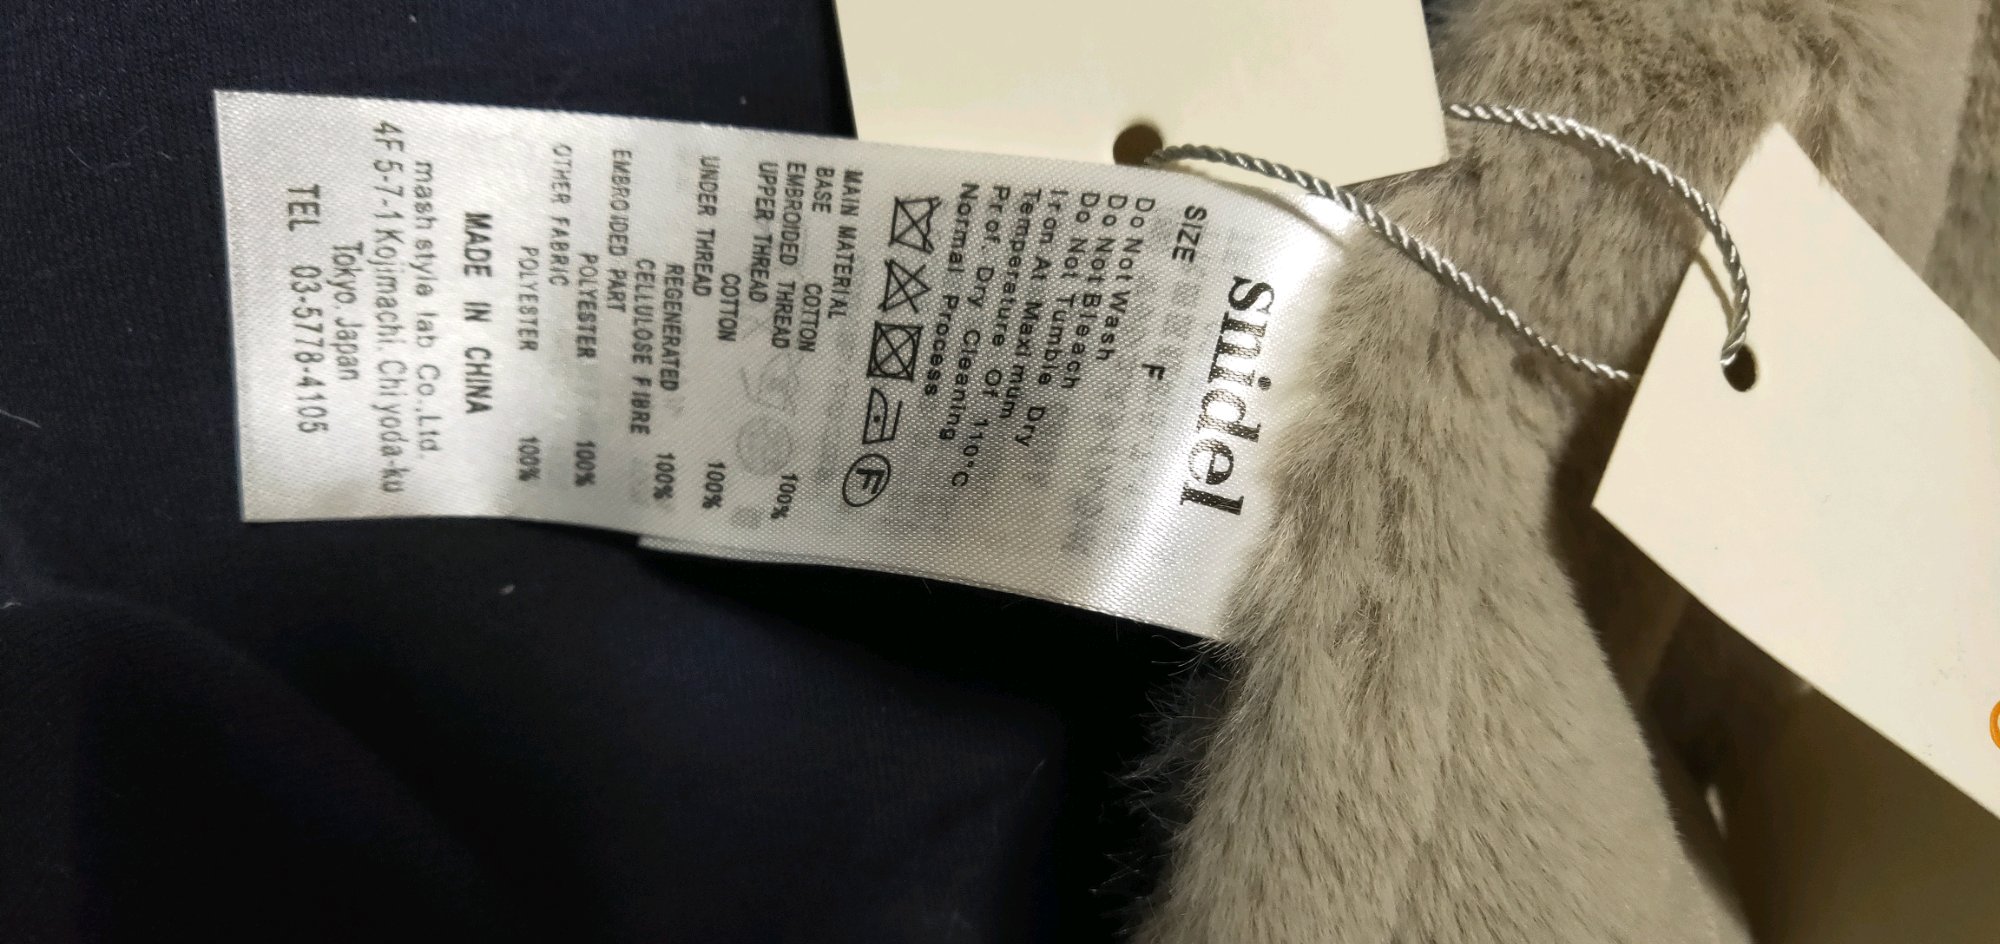 snidel
SIZE F
Do Not Wash
Do Not Bleach
Do Not Tumble Dry
Iron At Maximum
Temperature Of 110°C
Prof. Dry Cleaning
Normal Process
F
MAIN MATERIAL
BASE
COTTON 100%
EMBROIDED THREAD
UPPER THREAD
COTTON 100%
UNDER THREAD
REGENERATED
CELLULOSE FIBRE 100%
EMBROIDED PART
POLYESTER 100%
OTHER FABRIC
POLYESTER 100%
MADE IN CHINA
mash style lab Co.,Ltd.
4F 5-7-1 Kojimachi, Chiyoda-ku
Tokyo, Japan
TEL 03-5778-4105